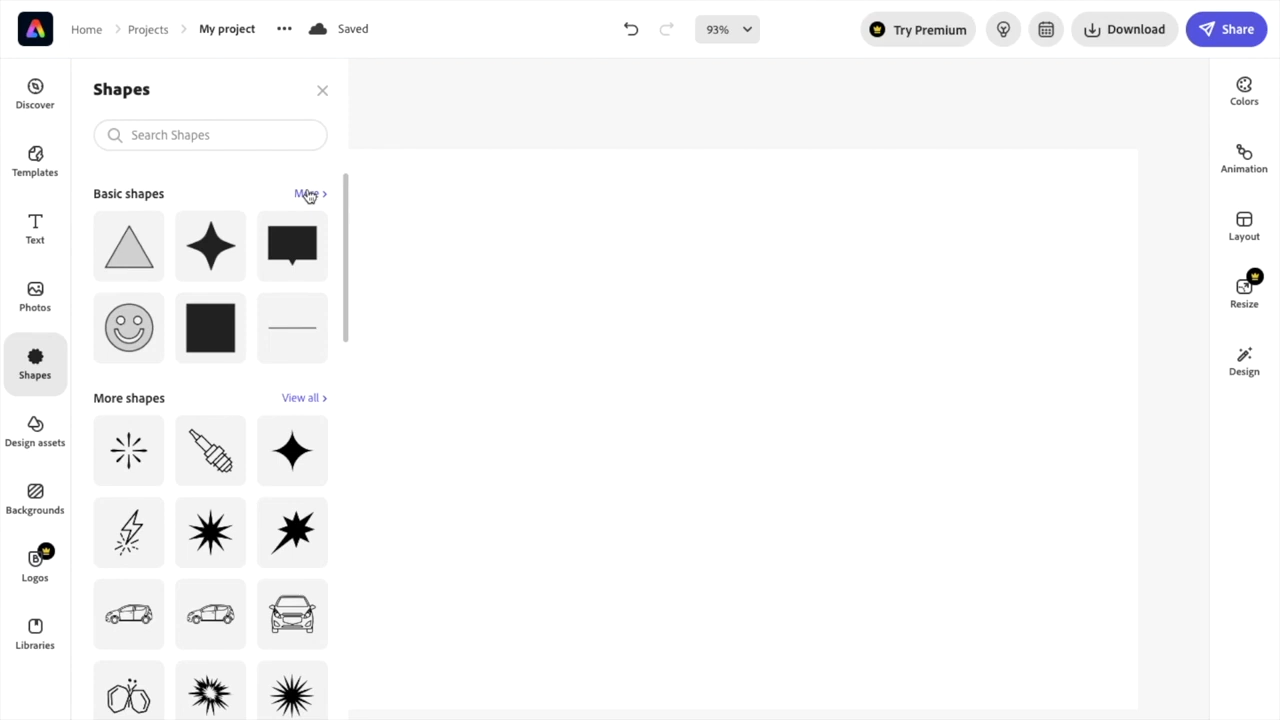 Home
Projects
My project
Saved
93%
Try Premium
Download
Share
Discover
Templates
Text
Photos
Shapes
Design assets
Backgrounds
Logos
Libraries
Shapes
Search Shapes
Basic shapes
More shapes
View all
Colors
Animation
Layout
Resize
Design